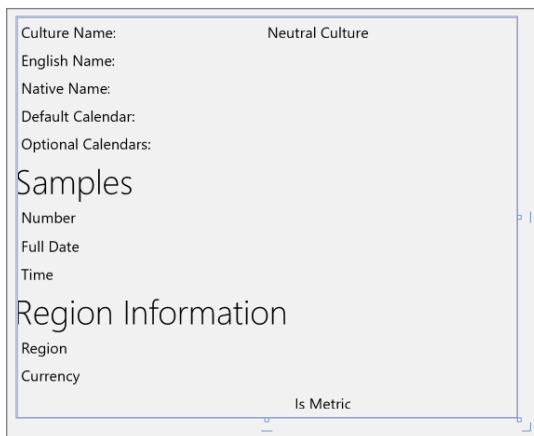 Culture Name: Neutral Culture
English Name:
Native Name:
Default Calendar:
Optional Calendars:
Samples
Number
Full Date
Time
Region Information
Region
Currency
Is Metric